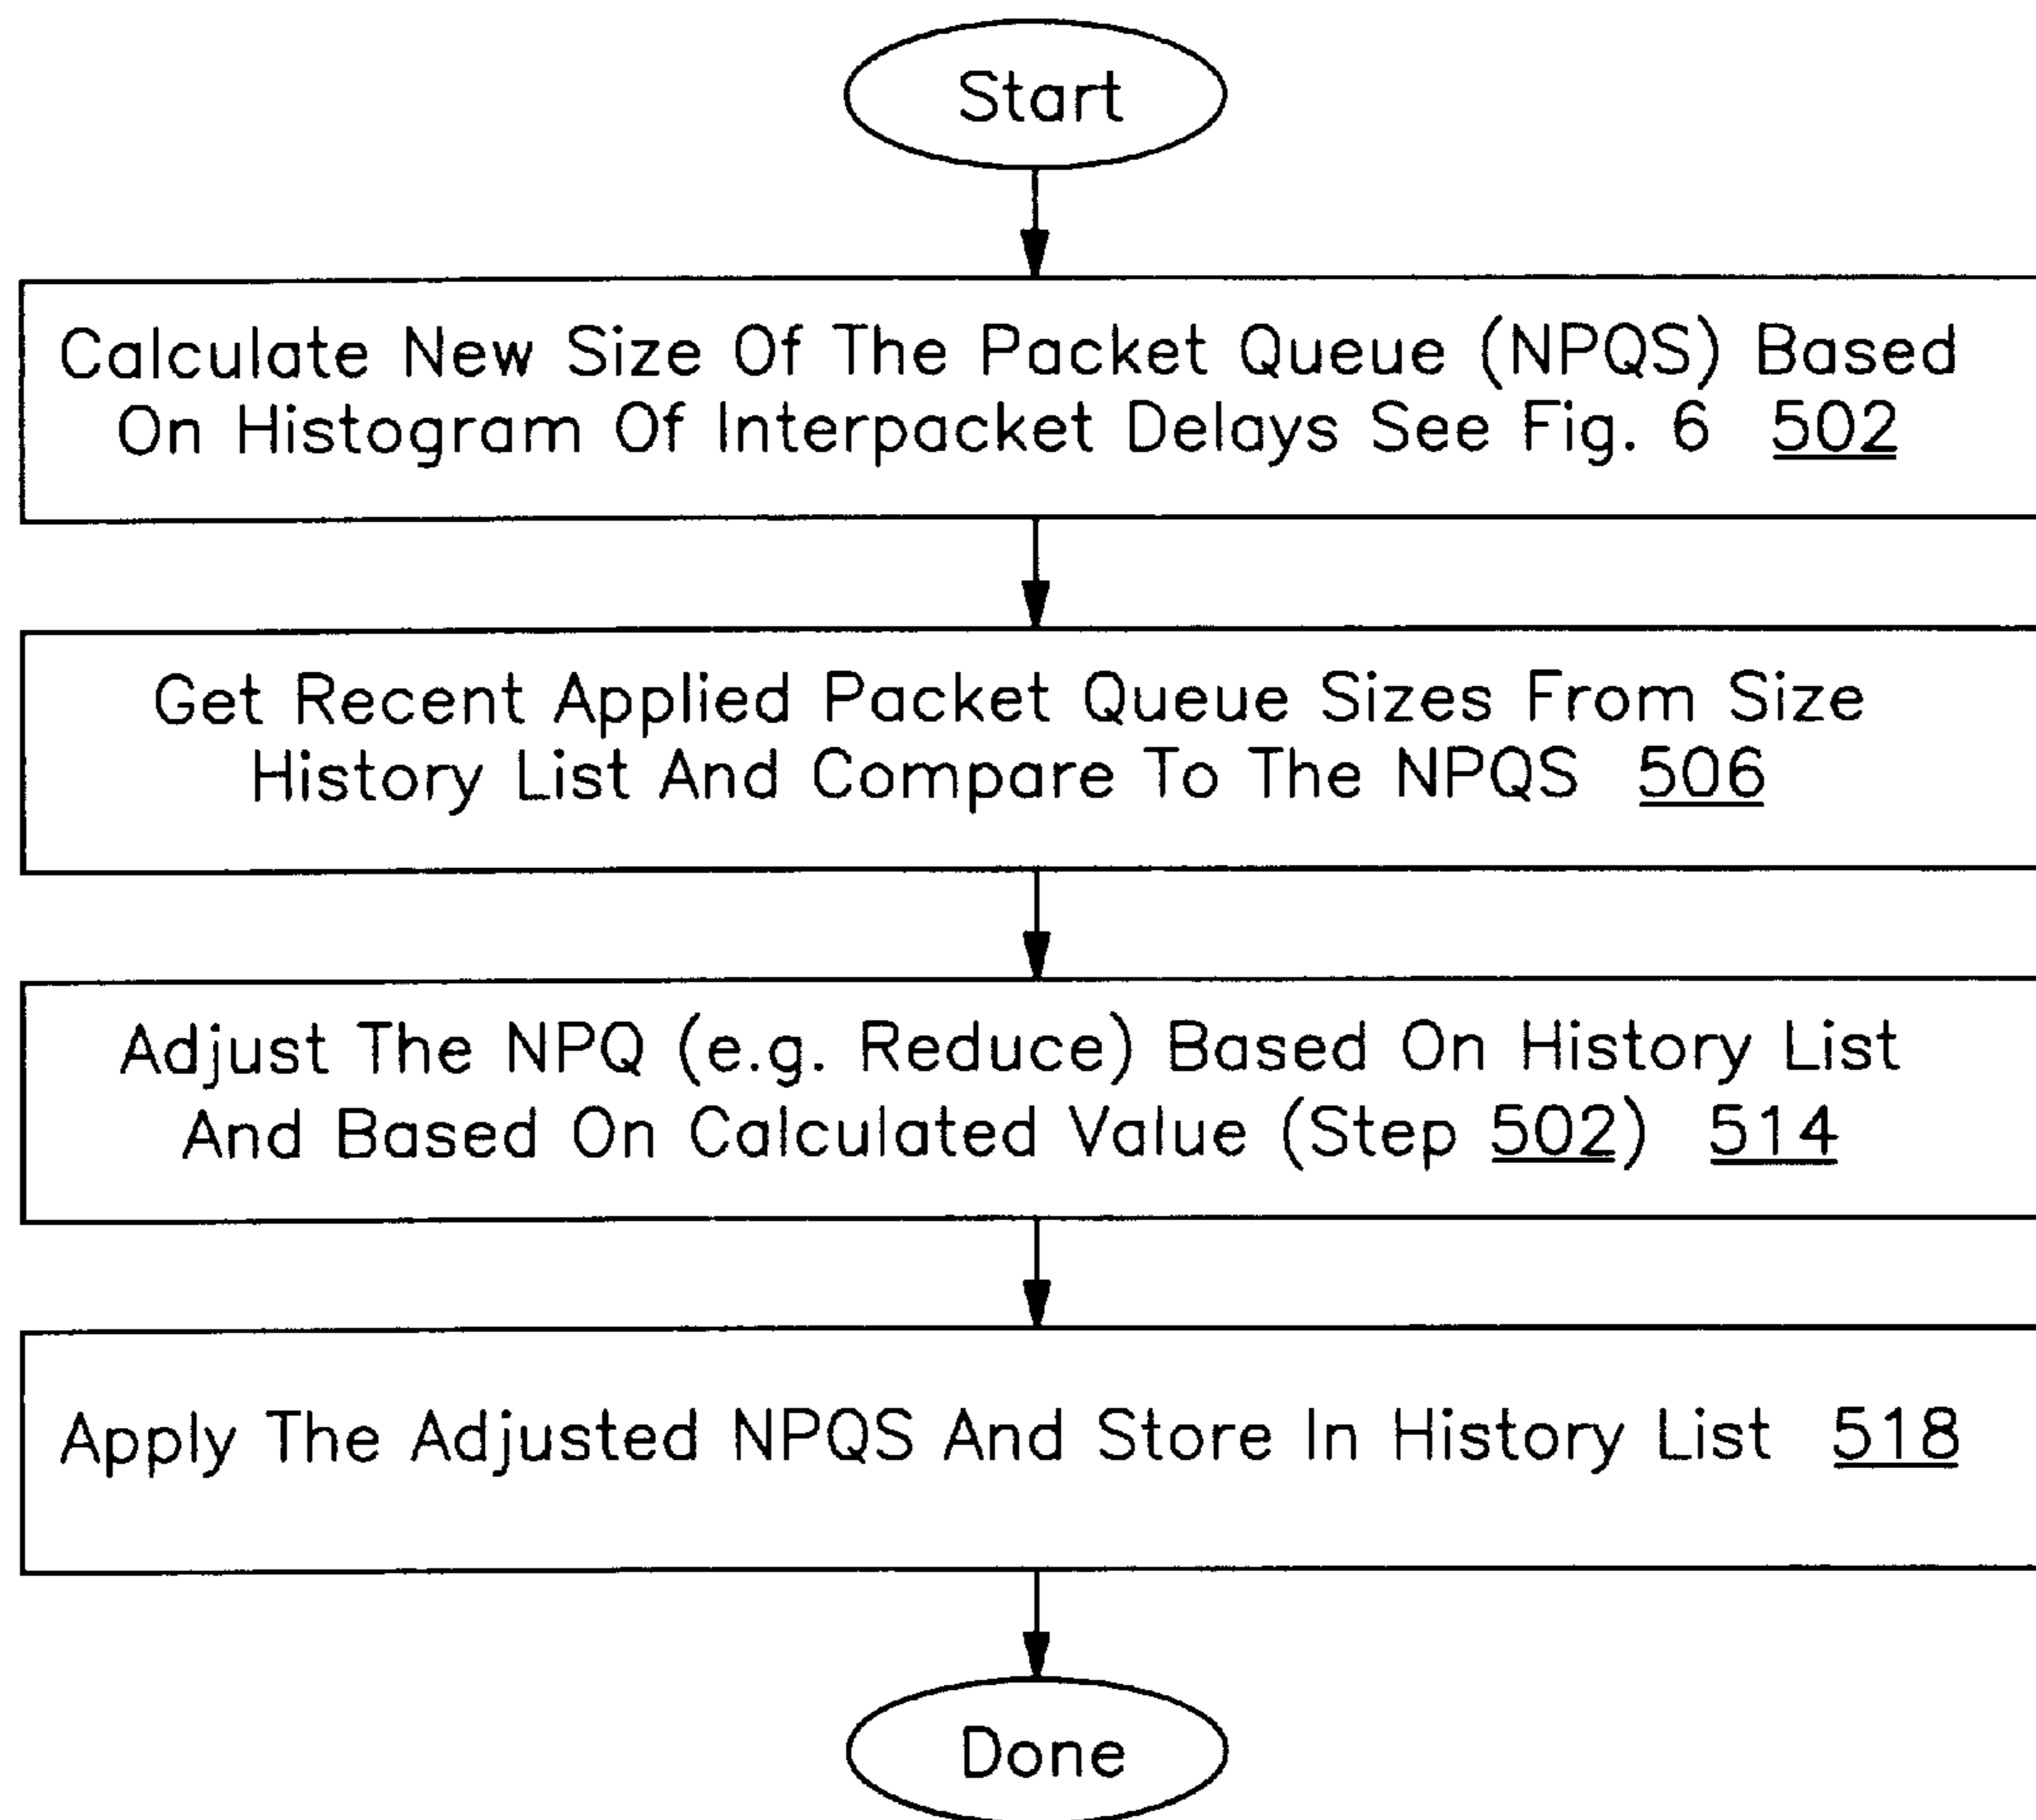 Start
Calculate New Size Of The Packet Queue (NPQS) Based
On Histogram Of Interpacket Delays See Fig. 6 502
Get Recent Applied Packet Queue Sizes From Size
History List And Compare To The NPQS 506
Adjust The NPQ (e.g. Reduce) Based On History List
And Based On Calculated Value (Step 502) 514
Apply The Adjusted NPQS And Store In History List 518
Done